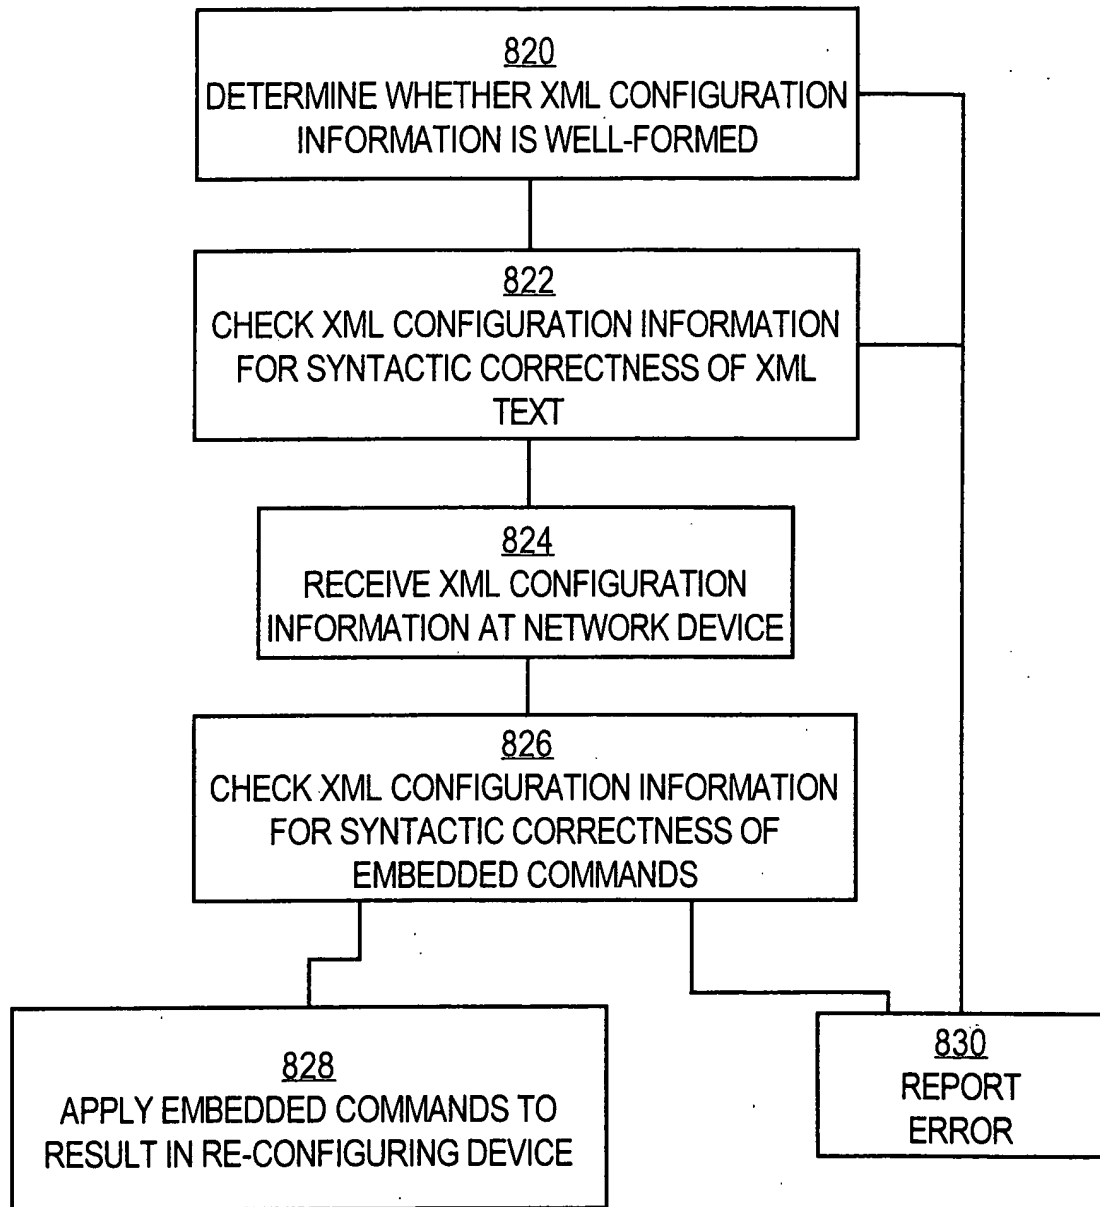 820
DETERMINE WHETHER XML CONFIGURATION
INFORMATION IS WELL-FORMED
822
CHECK XML CONFIGURATION INFORMATION
FOR SYNTACTIC CORRECTNESS OF XML
TEXT
824
RECEIVE XML CONFIGURATION
INFORMATION AT NETWORK DEVICE
826
CHECK XML CONFIGURATION INFORMATION
FOR SYNTACTIC CORRECTNESS OF
EMBEDDED COMMANDS
828
APPLY EMBEDDED COMMANDS TO
RESULT IN RE-CONFIGURING DEVICE
830
REPORT
ERROR